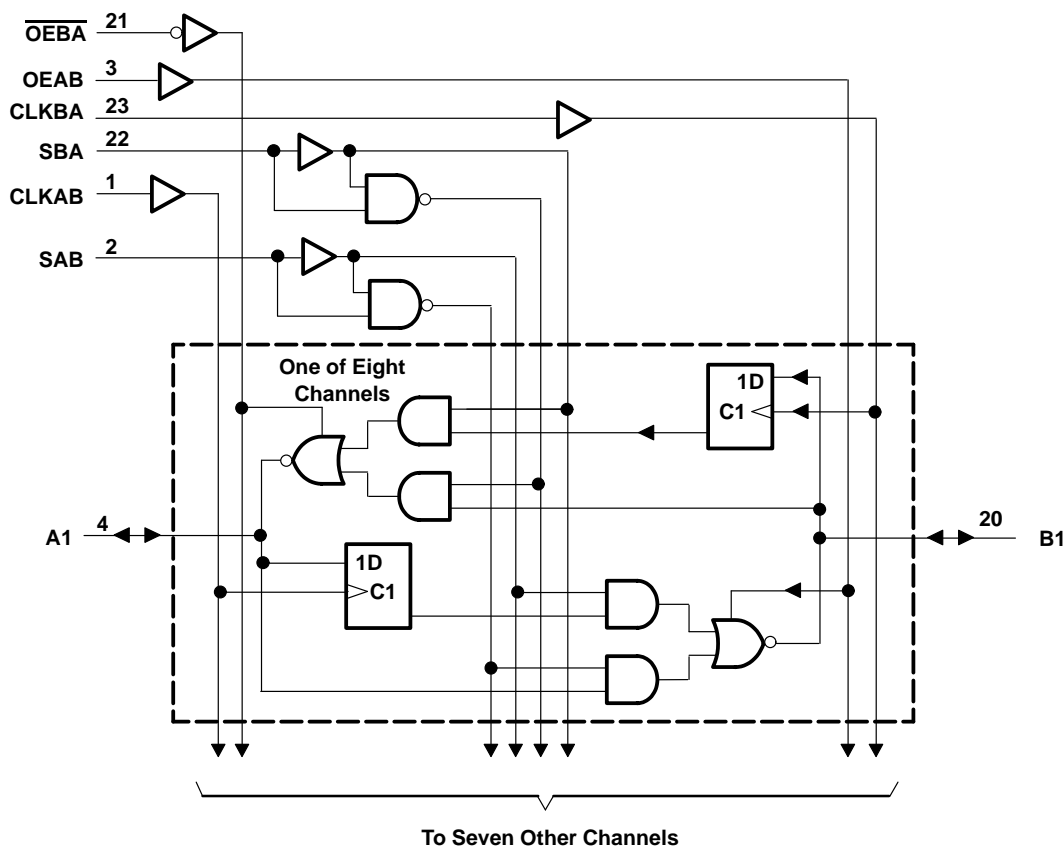 OEBA 21
OEAB 3
CLKBA 23
SBA 22
CLKAB 1
SAB 2
One of Eight
Channels
1D
C1
A1 4
20 B1
1D
C1
To Seven Other Channels